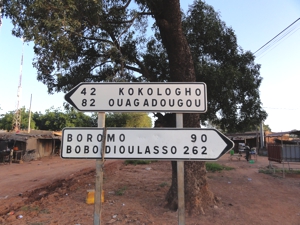 42 KOKOLOGHO
82 OUAGADOUGOU
BOROMO 90
BOBO DIOULASSO 262